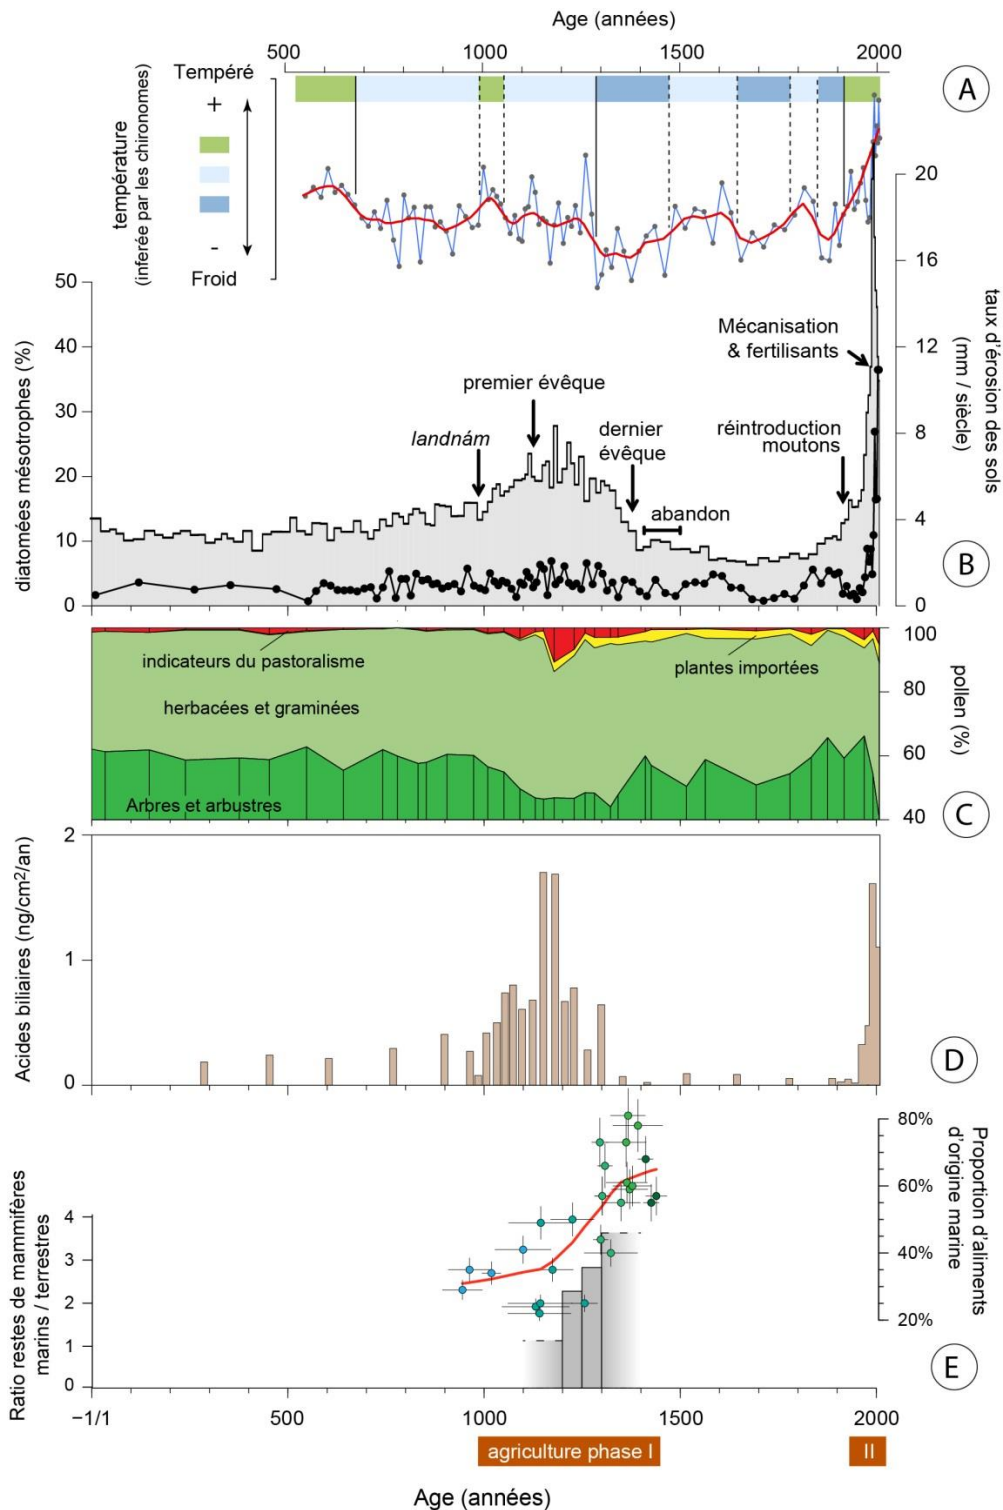 Age (années)
500 1000 1500 2000
Tempéré
+
-
Froid
température
(inferée par les chironomes)
A
20
16
12
8
4
0
taux d'érosion des sols
(mm / siècle)
50
40
30
20
10
0
diatomées mésotrophes (%)
Mécanisation
& fertilisants
premier évêque
landnám
dernier
évêque
réintroduction
moutons
abandon
B
indicateurs du pastoralisme
plantes importées
herbacées et graminées
Arbres et arbustres
100
80
60
40
pollen (%)
C
2
1
0
Acides biliaires (ng/cm2/an)
D
80%
60%
40%
20%
Proportion d'aliments
d'origine marine
4
3
2
1
0
Ratio restes de mammifères
marins / terrestres
E
−1/1 500 1000 1500 2000
agriculture phase I
II
Age (années)